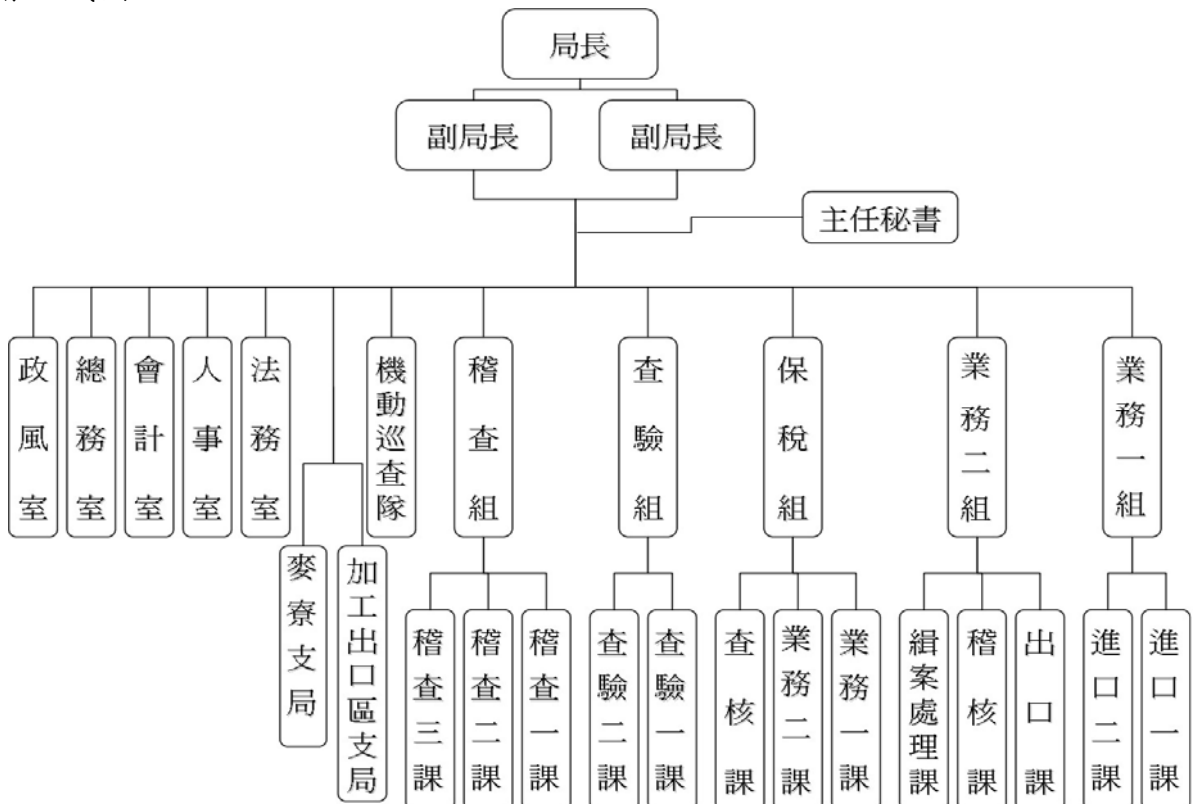 局長
副局長
副局長
主任秘書
政風室
總務室
會計室
人事室
法務室
機動巡查隊
稽查組
查驗組
保稅組
業務二組
業務一組
麥寮支局
加工出口區支局
稽查三課
稽查二課
稽查一課
查驗二課
查驗一課
查核課
業務二課
業務一課
緝案處理課
稽核課
出口課
進口二課
進口一課